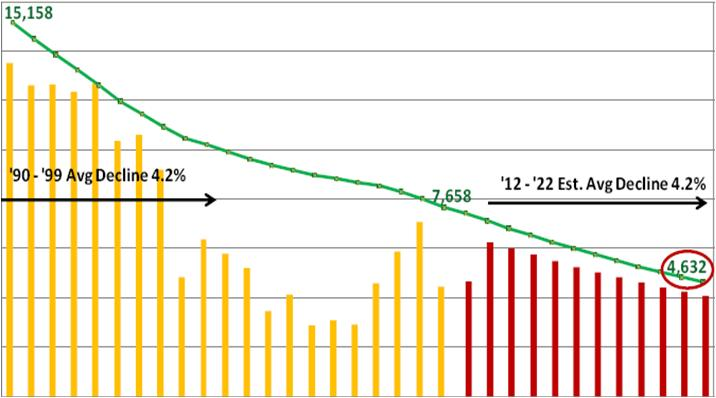 15,158
'90 - '99 Avg Decline 4.2%
7,658
'12 - '22 Est. Avg Decline 4.2%
4,632